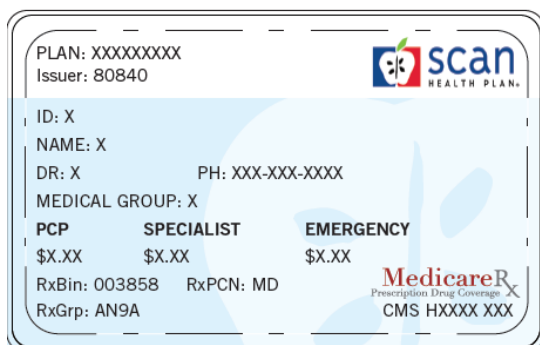 PLAN: XXXXXXXXX
Issuer: 80840
scan
HEALTH PLAN®
ID: X
NAME: X
DR: X PH: XXX-XXX-XXXX
MEDICAL GROUP: X
PCP SPECIALIST EMERGENCY
$X.XX $X.XX $X.XX
RxBin: 003858 RxPCN: MD
MedicareRx
Prescription Drug Coverage
RxGrp: AN9A CMS HXXXX XXX